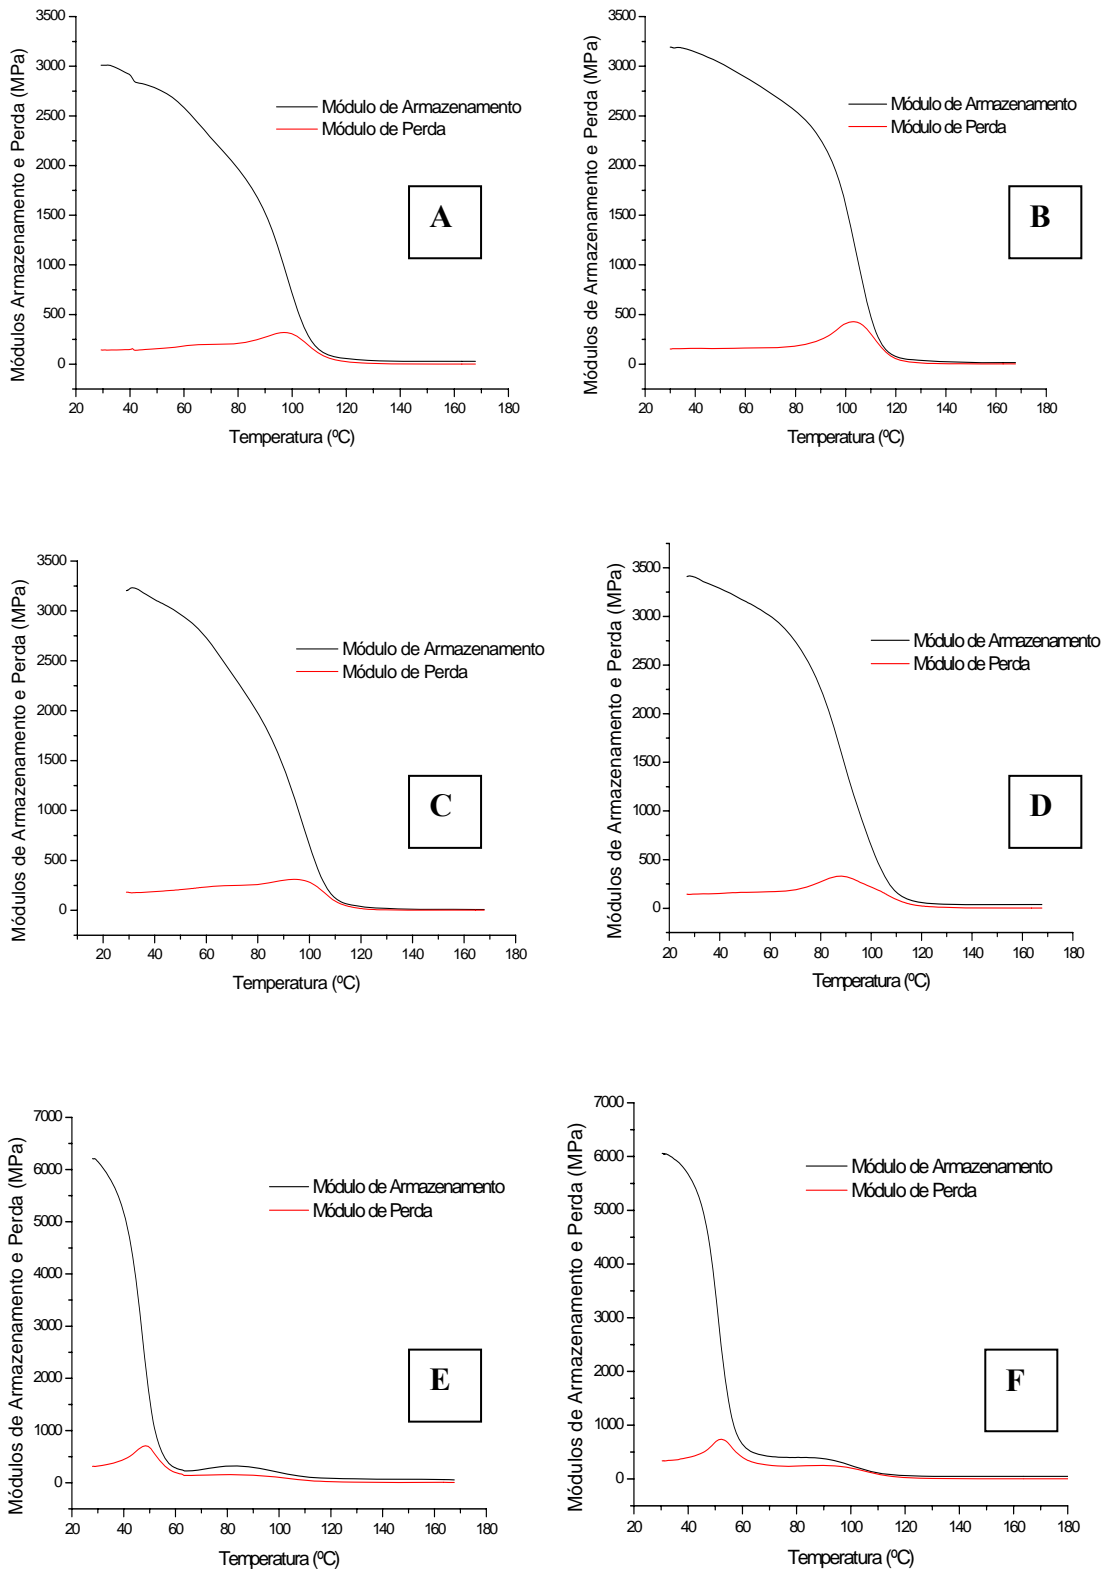 3500
3000
2500
2000
1500
1000
500
0
20 40 60 80 100 120 140 160 180
Módulos Armazenamento e Perda (MPa)
Temperatura (ºC)
Módulo de Armazenamento
Módulo de Perda
A
3500
3000
2500
2000
1500
1000
500
0
20 40 60 80 100 120 140 160 180
Módulos de Armazenamento e Perda (MPa)
Temperatura (ºC)
Módulo de Armazenamento
Módulo de Perda
B
3500
3000
2500
2000
1500
1000
500
0
20 40 60 80 100 120 140 160 180
Módulos de Armazenamento e Perda (MPa)
Temperatura (ºC)
Módulo de Armazenamento
Módulo de Perda
C
3500
3000
2500
2000
1500
1000
500
0
20 40 60 80 100 120 140 160 180
Módulos de Armazenamento e Perda (MPa)
Temperatura (ºC)
Módulo de Armazenamento
Módulo de Perda
D
7000
6000
5000
4000
3000
2000
1000
0
20 40 60 80 100 120 140 160 180
Módulos de Armazenamento e Perda (MPa)
Temperatura (ºC)
Módulo de Armazenamento
Módulo de Perda
E
7000
6000
5000
4000
3000
2000
1000
0
20 40 60 80 100 120 140 160 180
Módulos de Armazenamento e Perda (MPa)
Temperatura (ºC)
Módulo de Armazenamento
Módulo de Perda
F